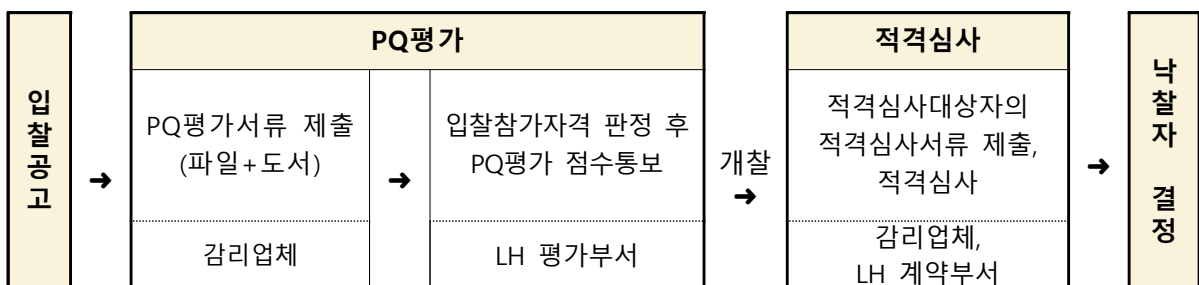 입찰공고
➜
PQ평가
PQ평가서류 제출
(파일+도서)
감리업체
➜
입찰참가자격 판정 후
PQ평가 점수통보
LH 평가부서
개찰
➜
적격심사
적격심사대상자의
적격심사서류 제출,
적격심사
감리업체,
LH 계약부서
➜
낙찰자 결정